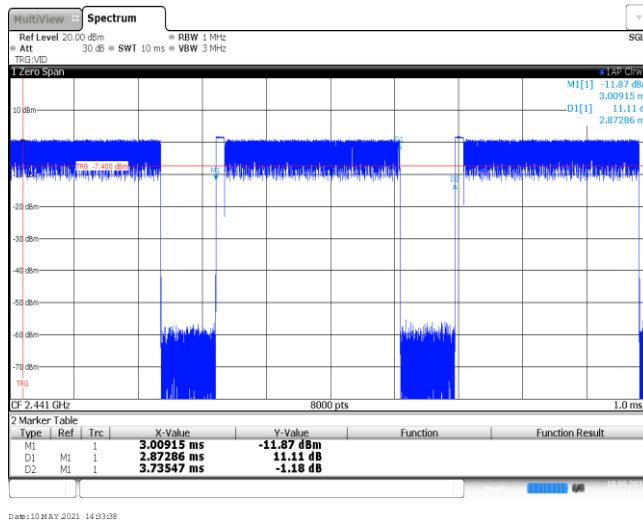 MultiView Spectrum
Ref Level 20.00 dBm RBW 1 MHz SGL
Att 30 dB SWT 10 ms VBW 3 MHz
TRG:VID
1 Zero Span 1AP Clrw
M1[1] -11.87 dBm
3.00915 ms
10 dBm
D1[1] 11.11 d
2.87286 ms
D1
TRG -7.400 dBm
M1
D2
-20 dBm
-30 dBm
-40 dBm
-50 dBm
-60 dBm
-70 dBm
TRG
CF 2.441 GHz 8000 pts 1.0 ms
2 Marker Table
Type Ref Trc X-Value Y-Value Function Function Result
M1 1 3.00915 ms -11.87 dBm
D1 M1 1 2.87286 ms 11.11 dB
D2 M1 1 3.73547 ms -1.18 dB
Date: 10.MAY.2021 14:33:38